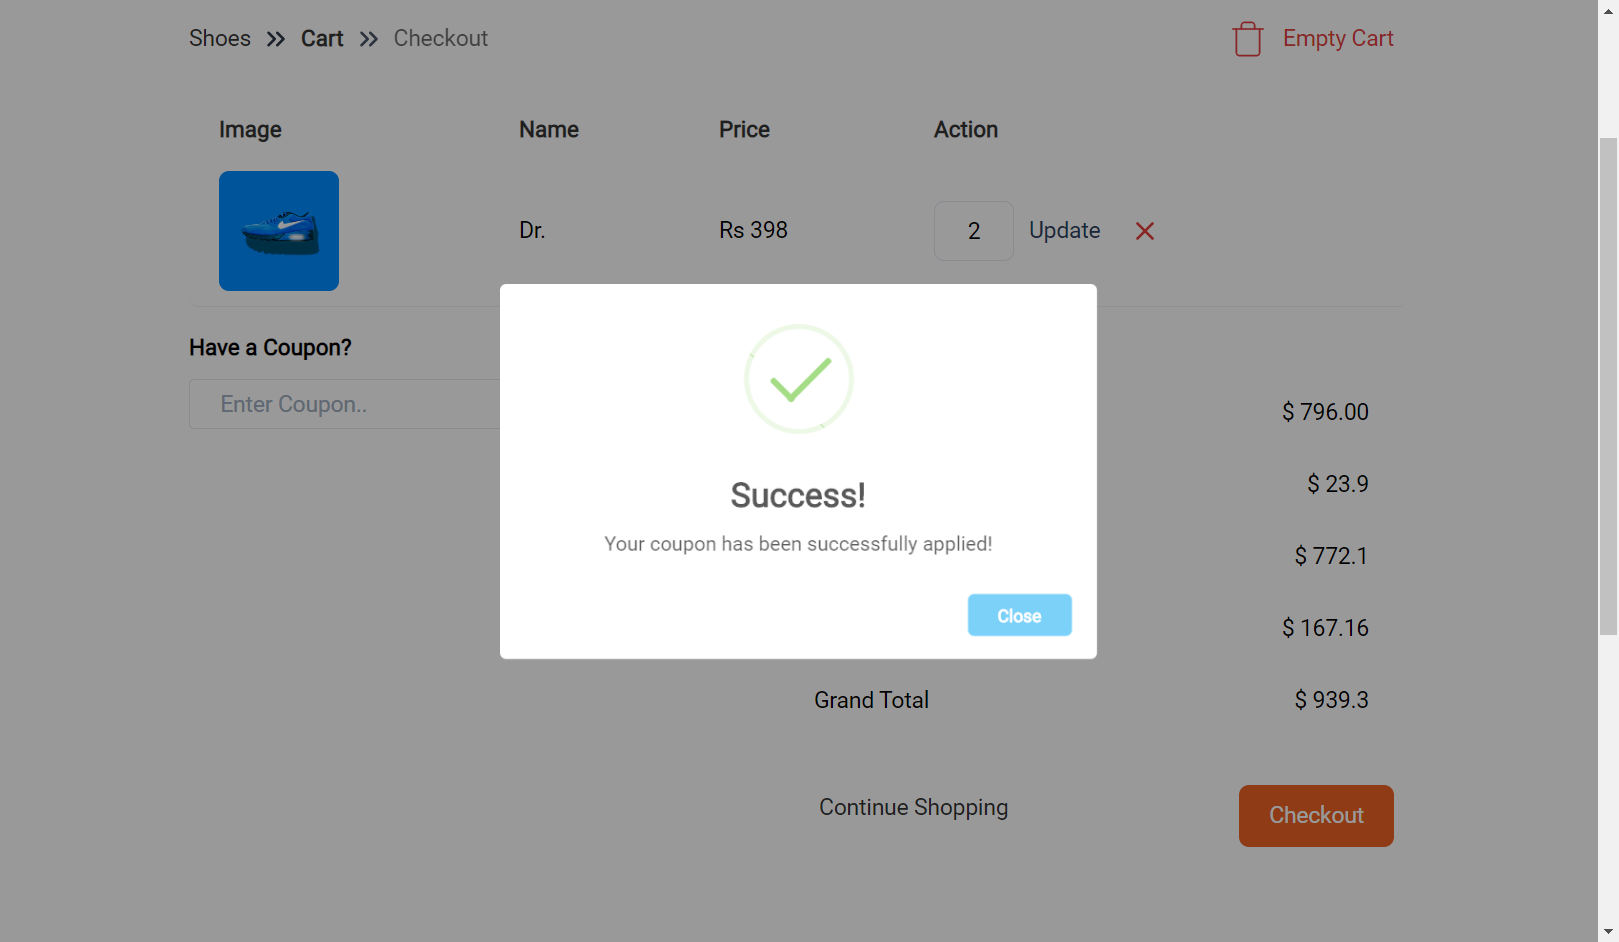 Shoes Cart Checkout Empty Cart
Image Name Price Action
Dr. Rs 398 2 Update
Have a Coupon?
Enter Coupon..
Success!
Your coupon has been successfully applied!
Close
$ 796.00
$ 23.9
$ 772.1
$ 167.16
Grand Total $ 939.3
Continue Shopping Checkout